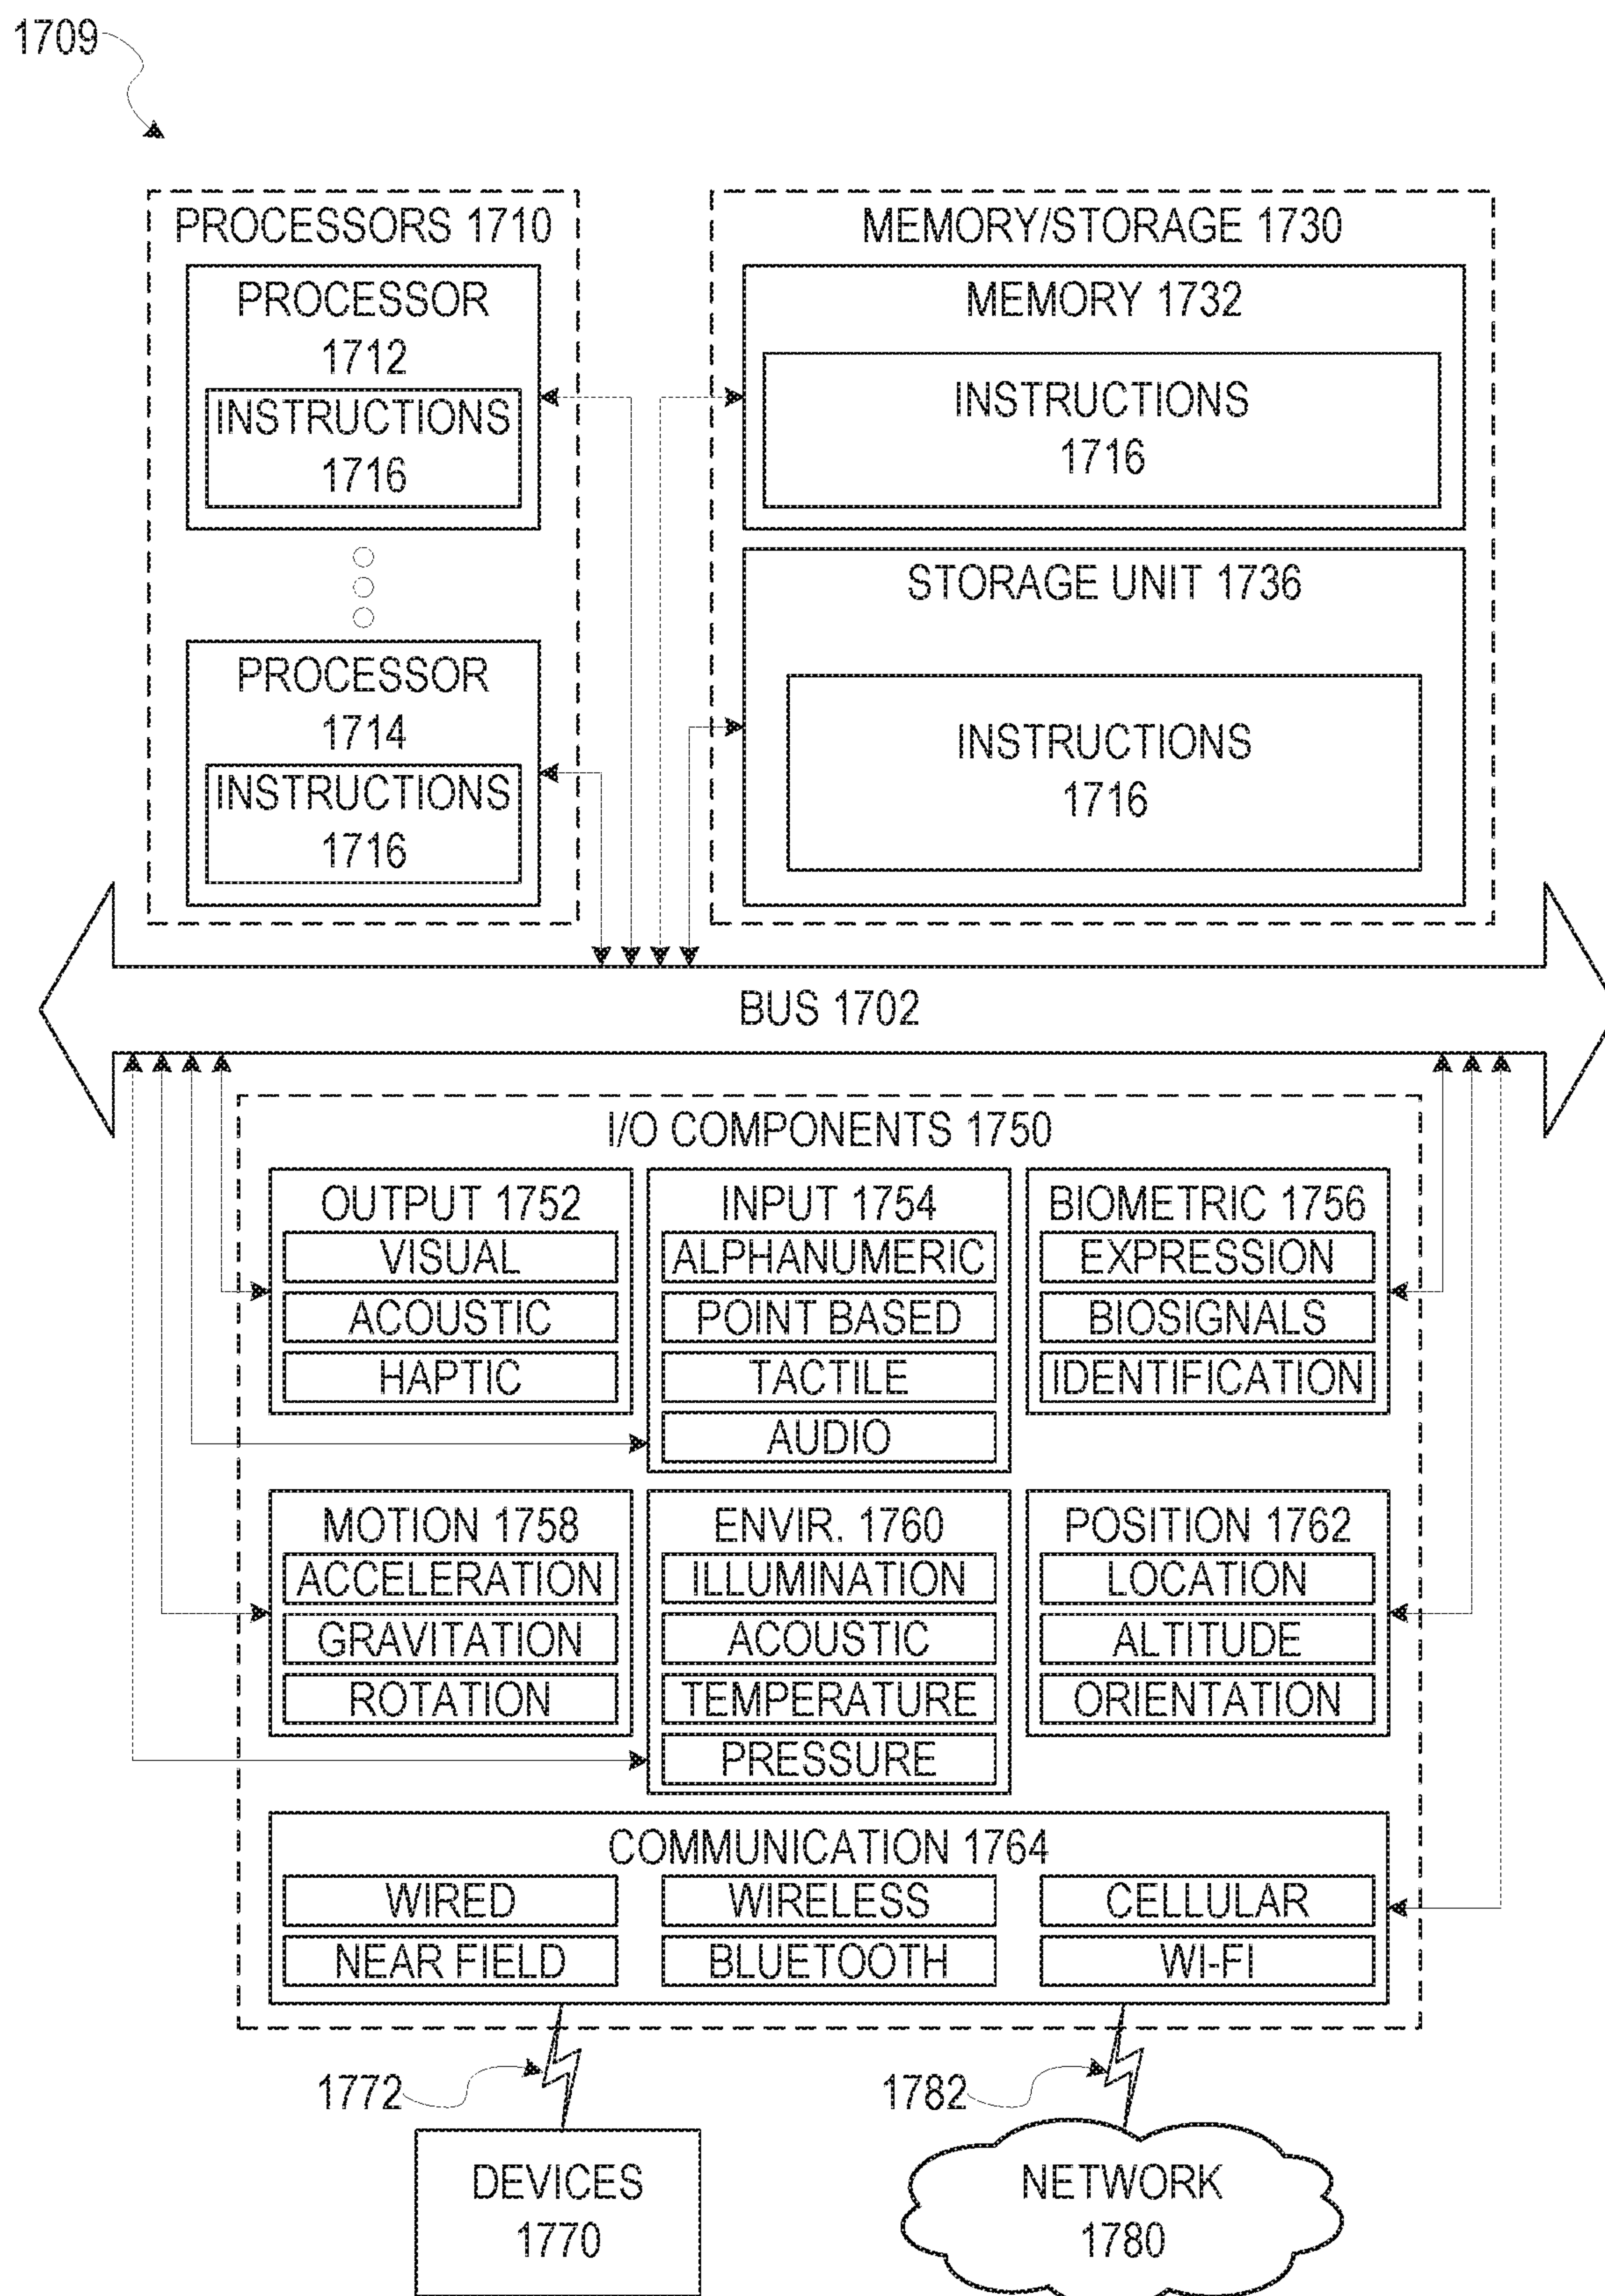 1709
PROCESSORS 1710
PROCESSOR
1712
INSTRUCTIONS
1716
PROCESSOR
1714
INSTRUCTIONS
1716
MEMORY/STORAGE 1730
MEMORY 1732
INSTRUCTIONS
1716
STORAGE UNIT 1736
INSTRUCTIONS
1716
BUS 1702
I/O COMPONENTS 1750
OUTPUT 1752
VISUAL
ACOUSTIC
HAPTIC
INPUT 1754
ALPHANUMERIC
POINT BASED
TACTILE
AUDIO
BIOMETRIC 1756
EXPRESSION
BIOSIGNALS
IDENTIFICATION
MOTION 1758
ACCELERATION
GRAVITATION
ROTATION
ENVIR. 1760
ILLUMINATION
ACOUSTIC
TEMPERATURE
PRESSURE
POSITION 1762
LOCATION
ALTITUDE
ORIENTATION
COMMUNICATION 1764
WIRED
WIRELESS
CELLULAR
NEAR FIELD
BLUETOOTH
WI-FI
1772
1782
DEVICES
1770
NETWORK
1780